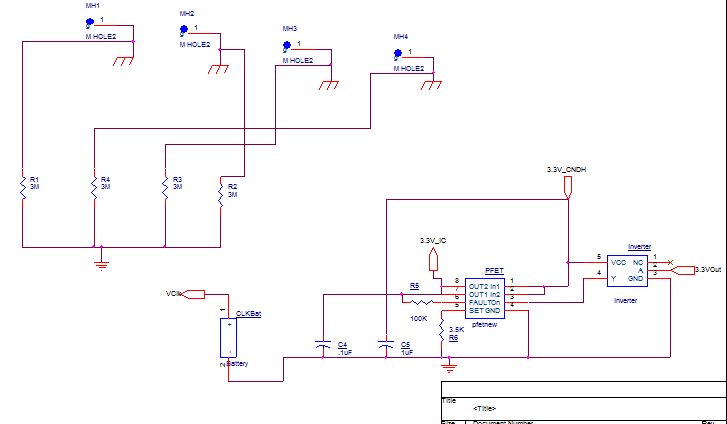 MH1
1
M HOLE2
MH2
1
M HOLE2
MH3
1
M HOLE2
MH4
1
M HOLE2
R1
3M
R4
3M
R3
3M
R2
3M
3.3V_CNDH
3.3V_IC
PFET
8 OUT2 In1 1
7 OUT1 In2 2
6 FAULTOn 3
5 SET GND 4
pfetnew
Inverter
5 VCC NC 1
A 2
4 Y GND 3
Inverter
3.3VOut
R5
100K
3.5K
R6
VClk
1
CLKBat
+
-
2
Battery
C4
.1uF
C5
1uF
Title
<Title>
Size
Document Number
Rev